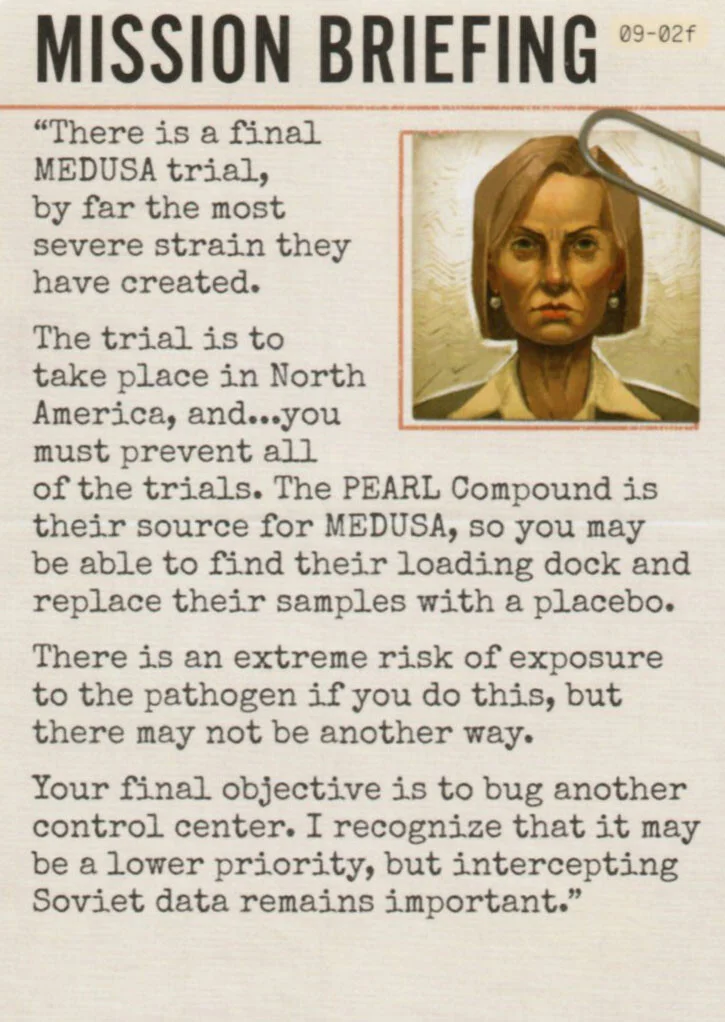 MISSION BRIEFING
09-02f
“There is a final
MEDUSA trial,
by far the most
severe strain they
have created.
The trial is to
take place in North
America, and...you
must prevent all
of the trials. The PEARL Compound is
their source for MEDUSA, so you may
be able to find their loading dock and
replace their samples with a placebo.
There is an extreme risk of exposure
to the pathogen if you do this, but
there may not be another way.
Your final objective is to bug another
control center. I recognize that it may
be a lower priority, but intercepting
Soviet data remains important.”